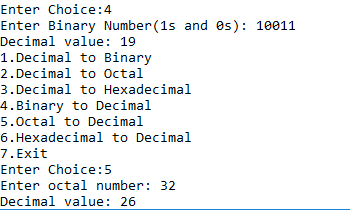 Enter Choice:4
Enter Binary Number(1s and 0s): 10011
Decimal value: 19
1.Decimal to Binary
2.Decimal to Octal
3.Decimal to Hexadecimal
4.Binary to Decimal
5.Octal to Decimal
6.Hexadecimal to Decimal
7.Exit
Enter Choice:5
Enter octal number: 32
Decimal value: 26